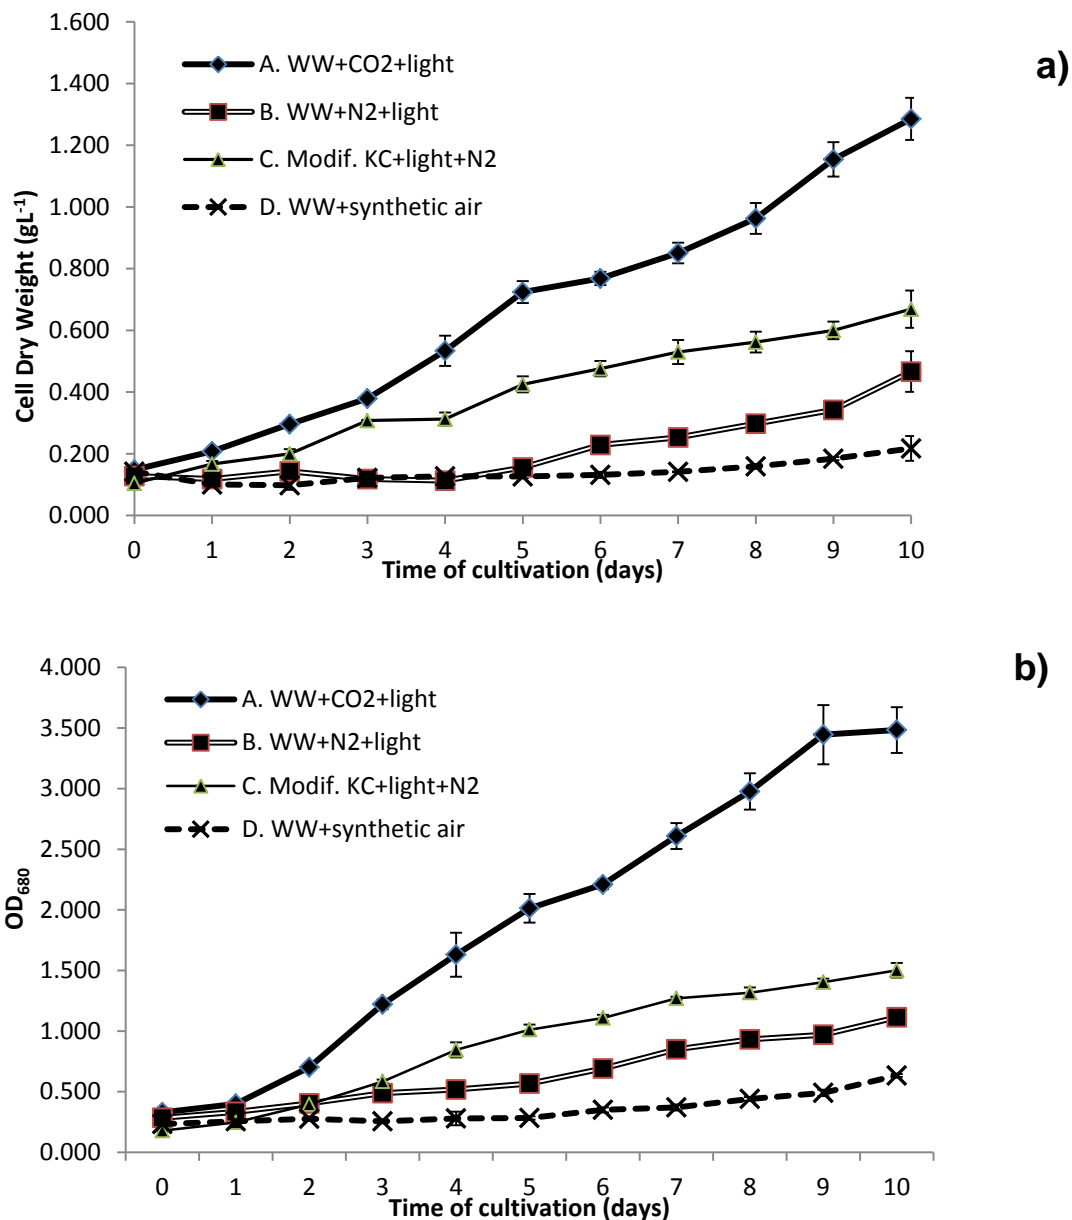 a)
1.600
1.400
1.200
1.000
0.800
0.600
0.400
0.200
0.000
Cell Dry Weight (gL⁻¹)
A. WW+CO2+light
B. WW+N2+light
C. Modif. KC+light+N2
D. WW+synthetic air
0 1 2 3 4 5 6 7 8 9 10
Time of cultivation (days)
b)
4.000
3.500
3.000
2.500
2.000
1.500
1.000
0.500
0.000
OD₆₈₀
A. WW+CO2+light
B. WW+N2+light
C. Modif. KC+light+N2
D. WW+synthetic air
0 1 2 3 4 5 6 7 8 9 10
Time of cultivation (days)